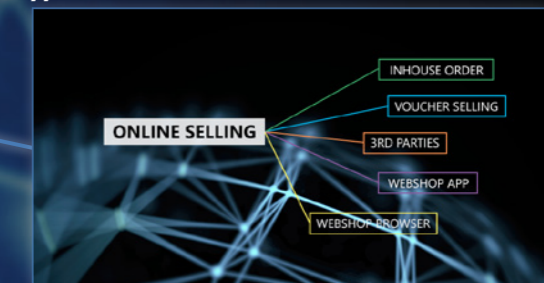 ONLINE SELLING
INHOUSE ORDER
VOUCHER SELLING
3RD PARTIES
WEBSHOP APP
WEBSHOP BROWSER